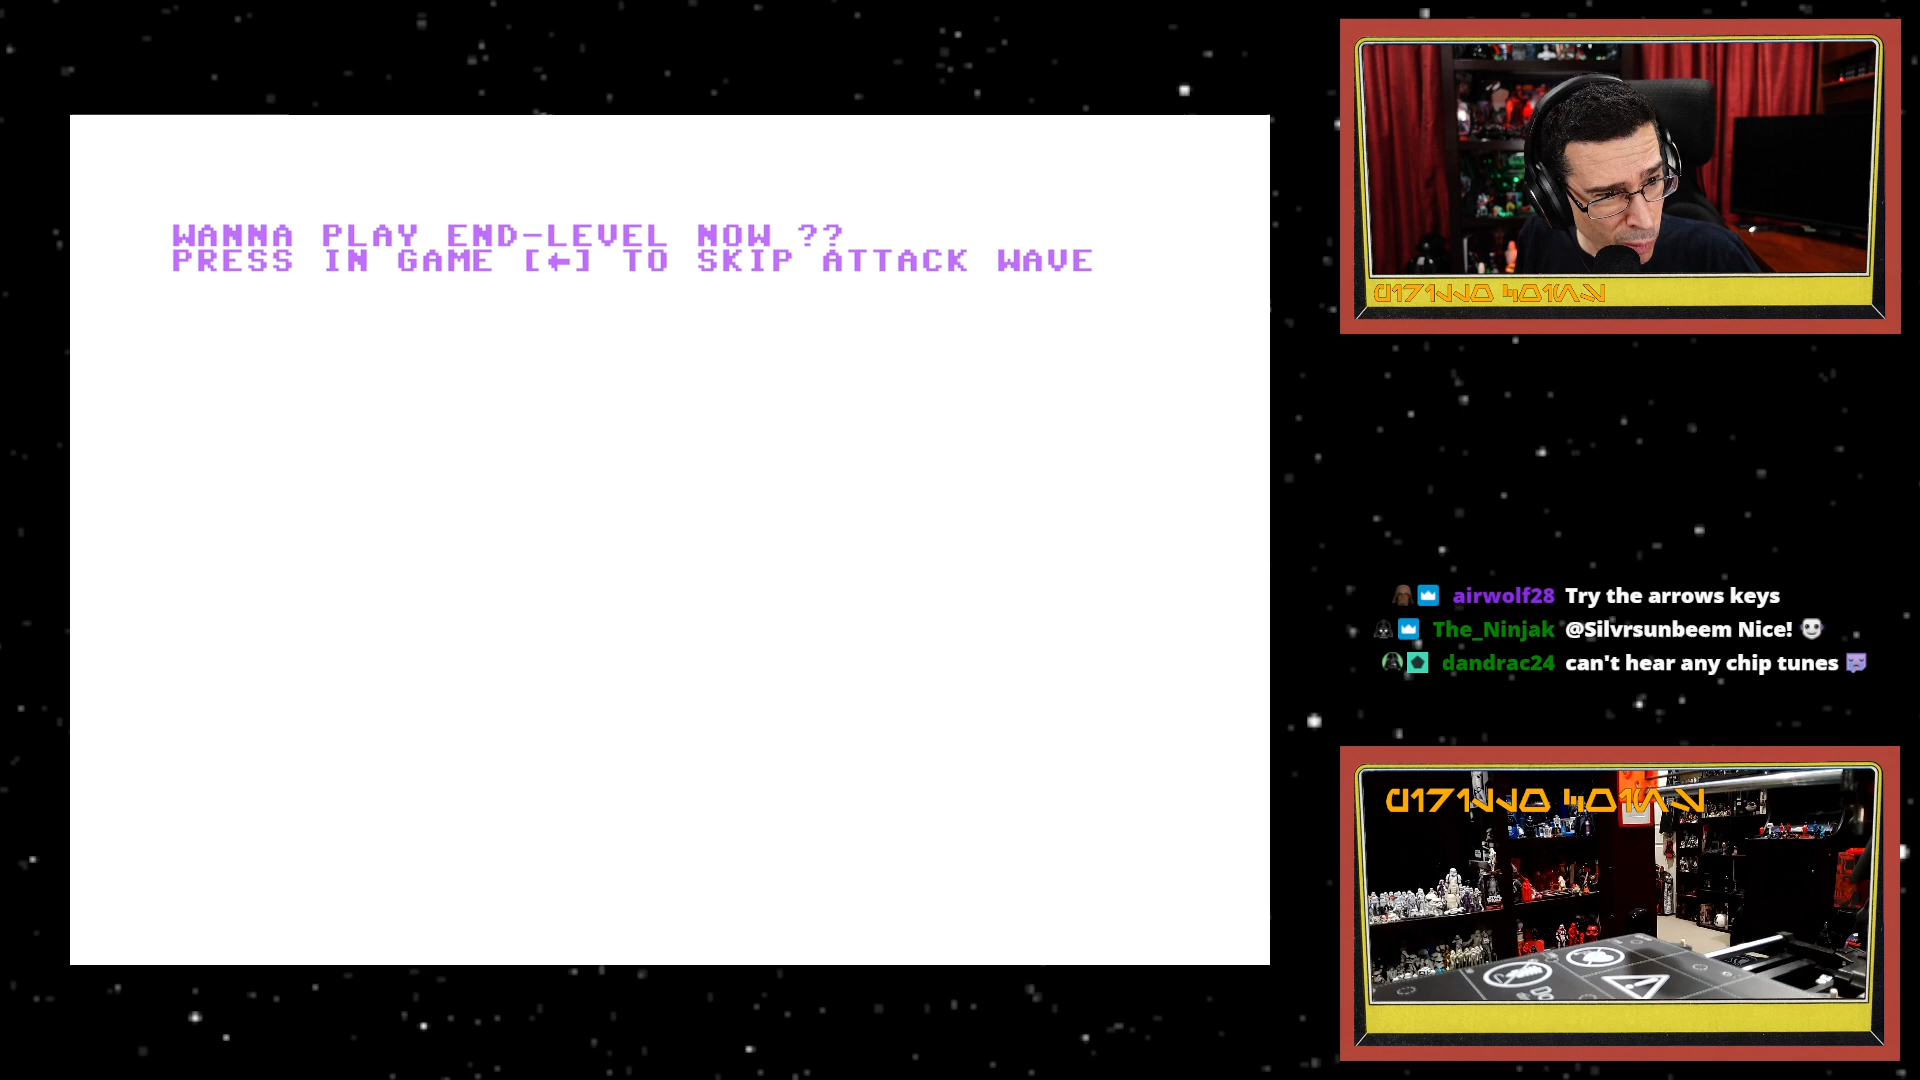 WANNA PLAY END-LEVEL NOW ??
PRESS IN GAME [←] TO SKIP ATTACK WAVE
airwolf28 Try the arrows keys
The_Ninjak @Silvrsunbeem Nice!
dandrac24 can't hear any chip tunes